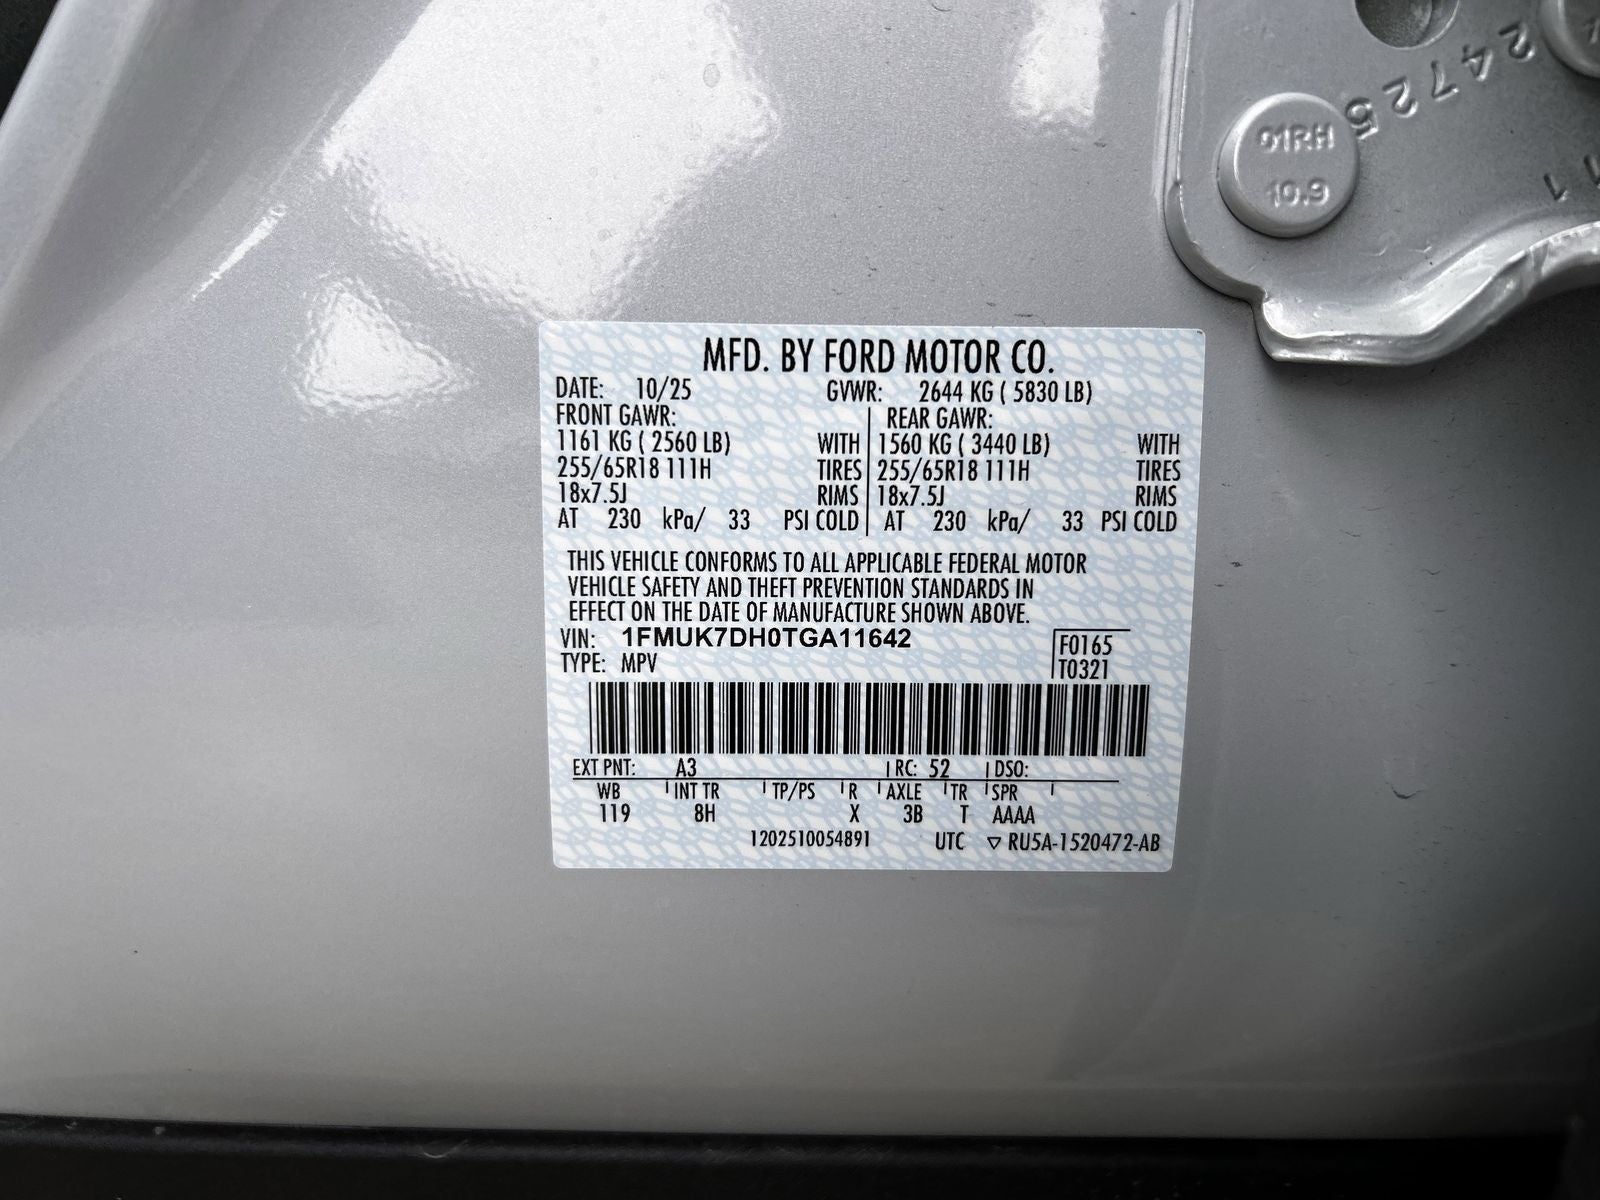 24725
11
01RH
10.9
MFD. BY FORD MOTOR CO.
DATE: 10/25 GVWR: 2644 KG ( 5830 LB)
FRONT GAWR: REAR GAWR:
1161 KG ( 2560 LB) WITH 1560 KG ( 3440 LB) WITH
255/65R18 111H TIRES 255/65R18 111H TIRES
18x7.5J RIMS 18x7.5J RIMS
AT 230 kPa/ 33 PSI COLD AT 230 kPa/ 33 PSI COLD
THIS VEHICLE CONFORMS TO ALL APPLICABLE FEDERAL MOTOR
VEHICLE SAFETY AND THEFT PREVENTION STANDARDS IN
EFFECT ON THE DATE OF MANUFACTURE SHOWN ABOVE.
VIN: 1FMUK7DH0TGA11642 F0165
TYPE: MPV T0321
EXT PNT: A3 RC: 52 DSO:
WB INT TR TP/PS R AXLE TR SPR
119 8H X 3B T AAAA
1202510054891 UTC ▽ RU5A-1520472-AB